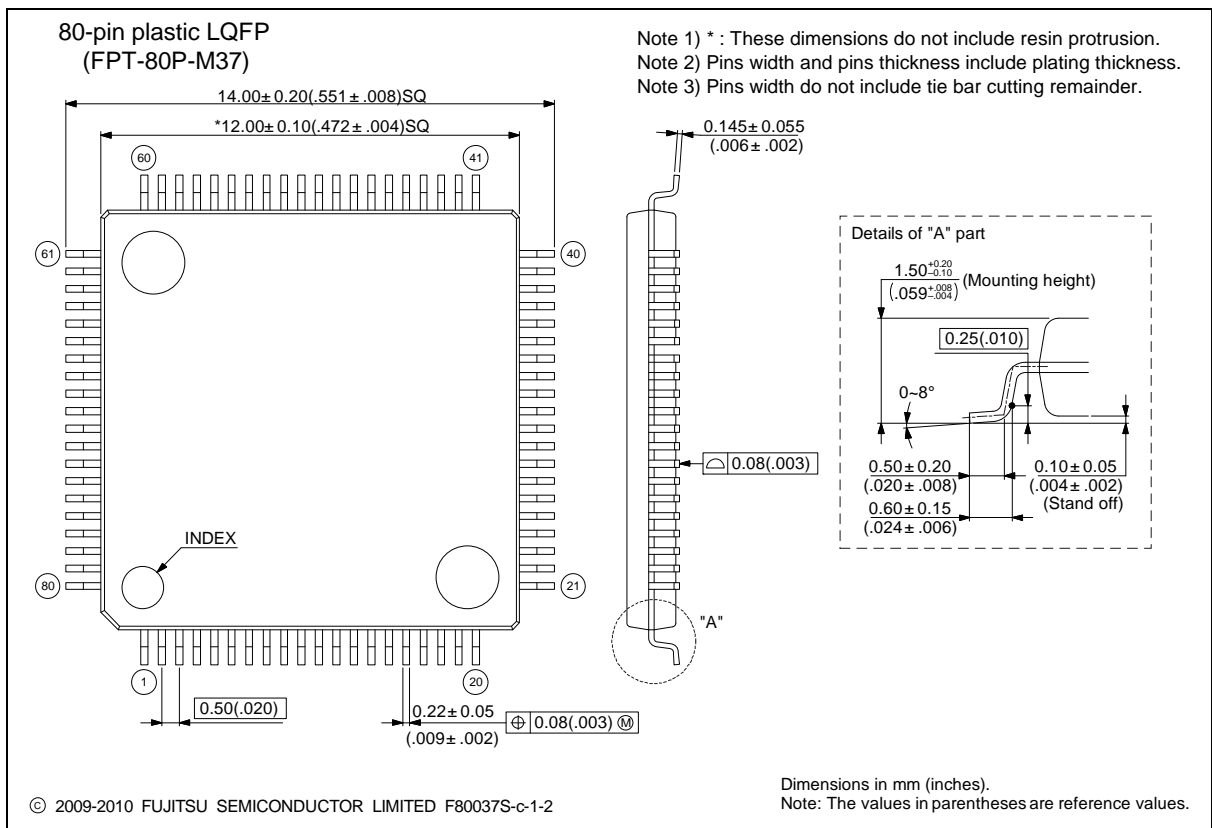 80-pin plastic LQFP
(FPT-80P-M37)
Note 1) * : These dimensions do not include resin protrusion.
Note 2) Pins width and pins thickness include plating thickness.
Note 3) Pins width do not include tie bar cutting remainder.
14.00±0.20(.551±.008)SQ
*12.00±0.10(.472±.004)SQ
60
41
61
40
80
21
1
20
INDEX
0.50(.020)
0.22±0.05
(.009±.002)
⌖ 0.08(.003) Ⓜ
0.145±0.055
(.006±.002)
⌓ 0.08(.003)
"A"
Details of "A" part
1.50 +0.20 –0.10
(.059 +.008 –.004)
(Mounting height)
0.25(.010)
0~8°
0.50±0.20
(.020±.008)
0.60±0.15
(.024±.006)
0.10±0.05
(.004±.002)
(Stand off)
© 2009-2010 FUJITSU SEMICONDUCTOR LIMITED F80037S-c-1-2
Dimensions in mm (inches).
Note: The values in parentheses are reference values.